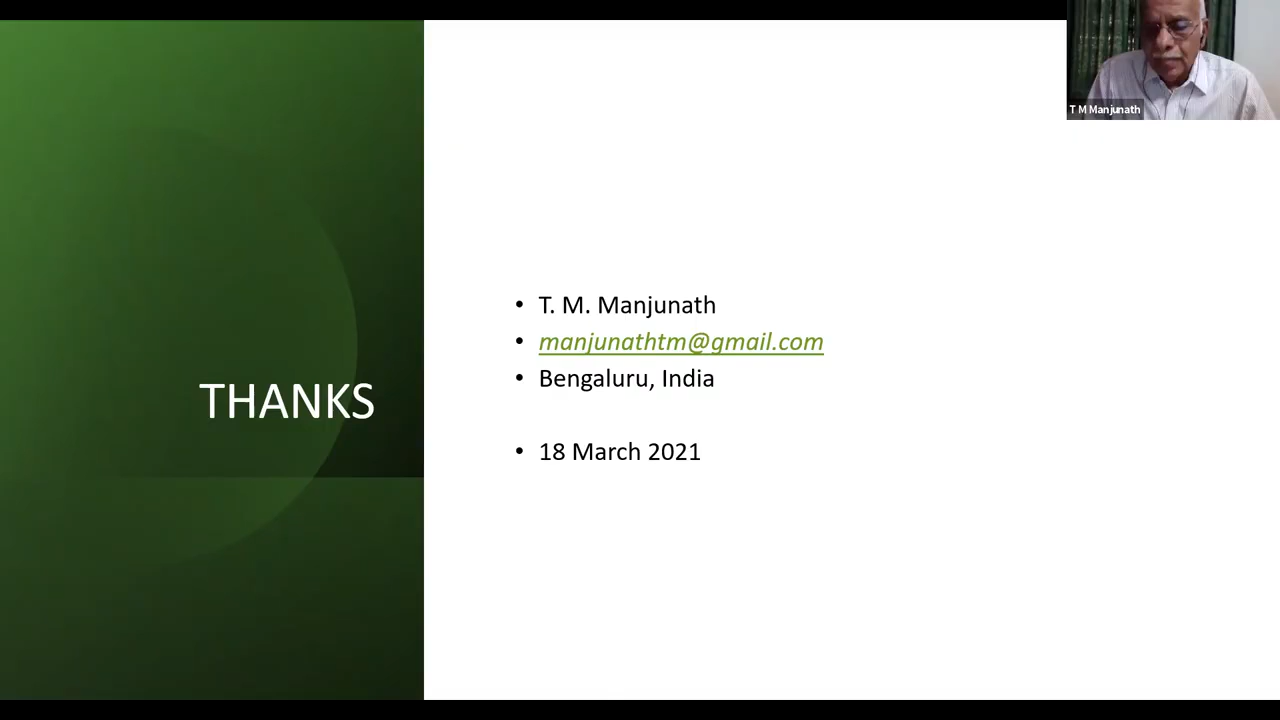 T M Manjunath
THANKS
• T. M. Manjunath
• manjunathtm@gmail.com
• Bengaluru, India
• 18 March 2021